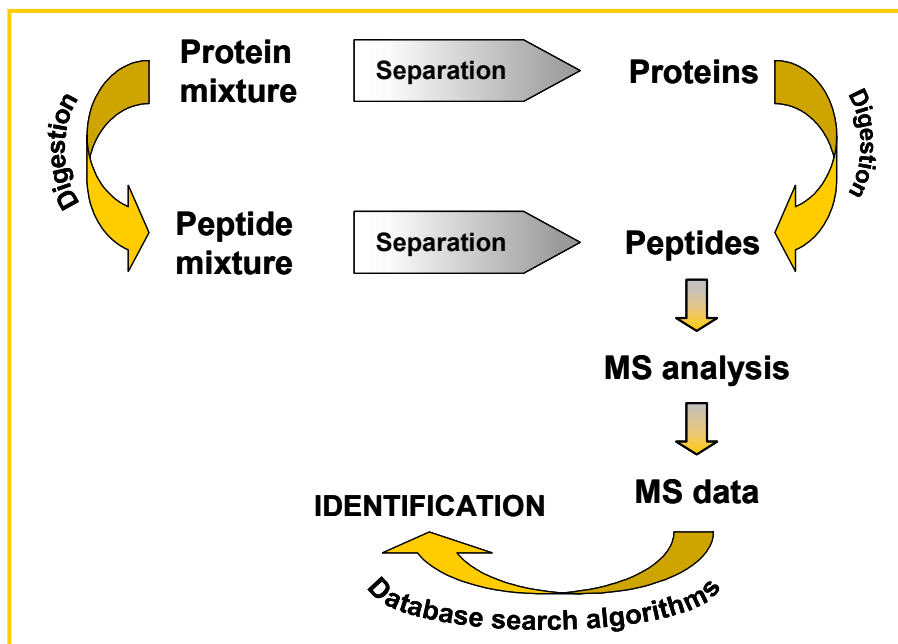 Protein
mixture
Separation
Proteins
Digestion
Digestion
Peptide
mixture
Separation
Peptides
MS analysis
MS data
IDENTIFICATION
Database search algorithms